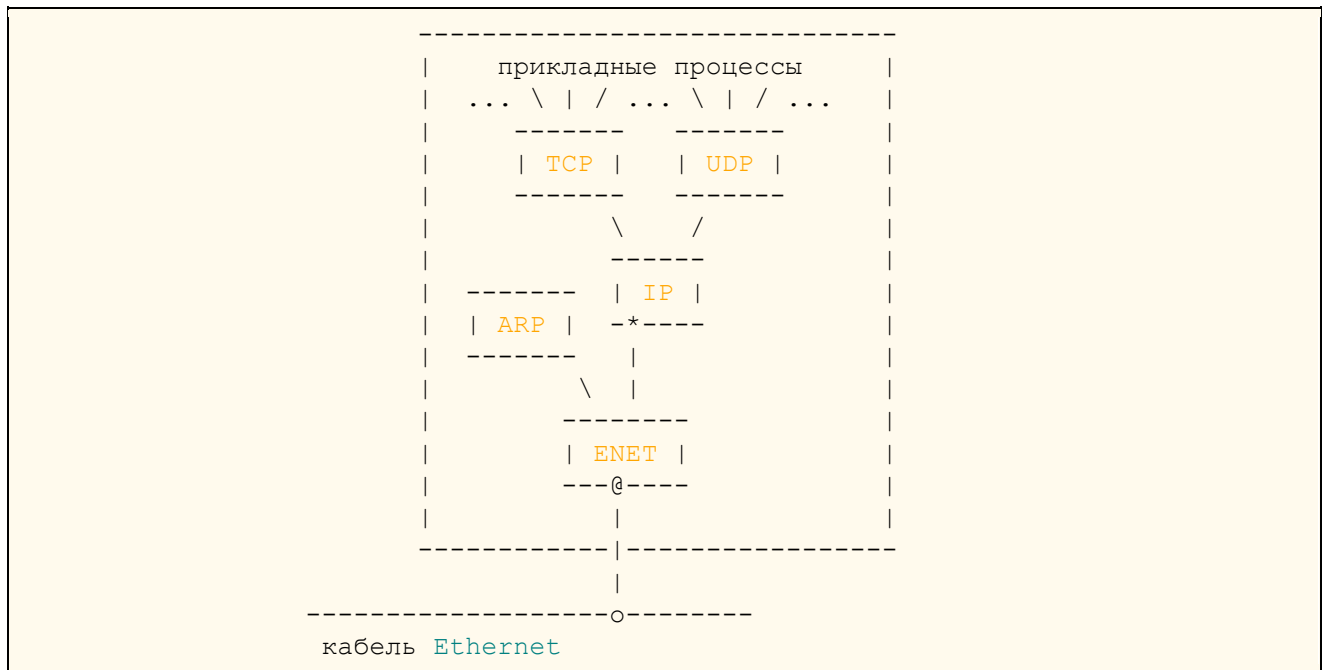 прикладные процессы
... \ | / ... \ | / ...
| TCP | | UDP |
\ /
| IP |
| ARP | -*----
\ |
| ENET |
---@----
------------|-----------------
|
-------------------o--------
кабель Ethernet